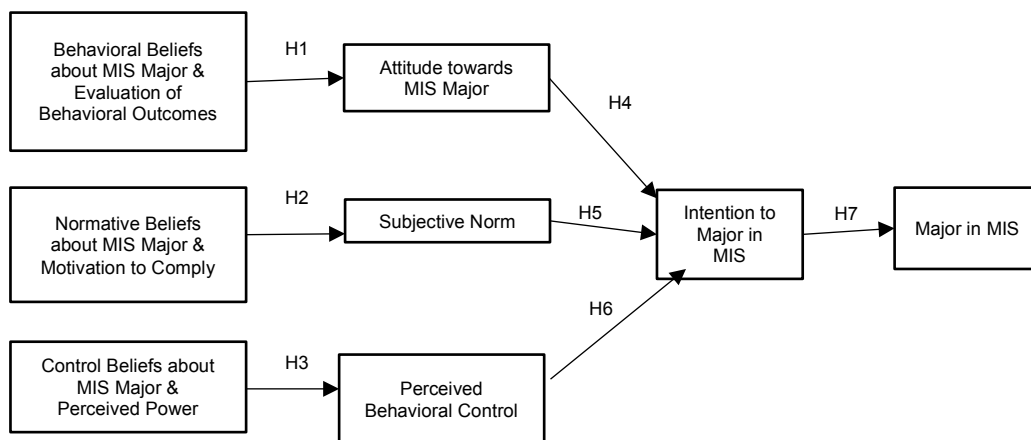 Behavioral Beliefs
about MIS Major &
Evaluation of
Behavioral Outcomes
H1
Attitude towards
MIS Major
H4
Normative Beliefs
about MIS Major &
Motivation to Comply
H2
Subjective Norm
H5
Intention to
Major in
MIS
H7
Major in MIS
Control Beliefs about
MIS Major &
Perceived Power
H3
Perceived
Behavioral Control
H6